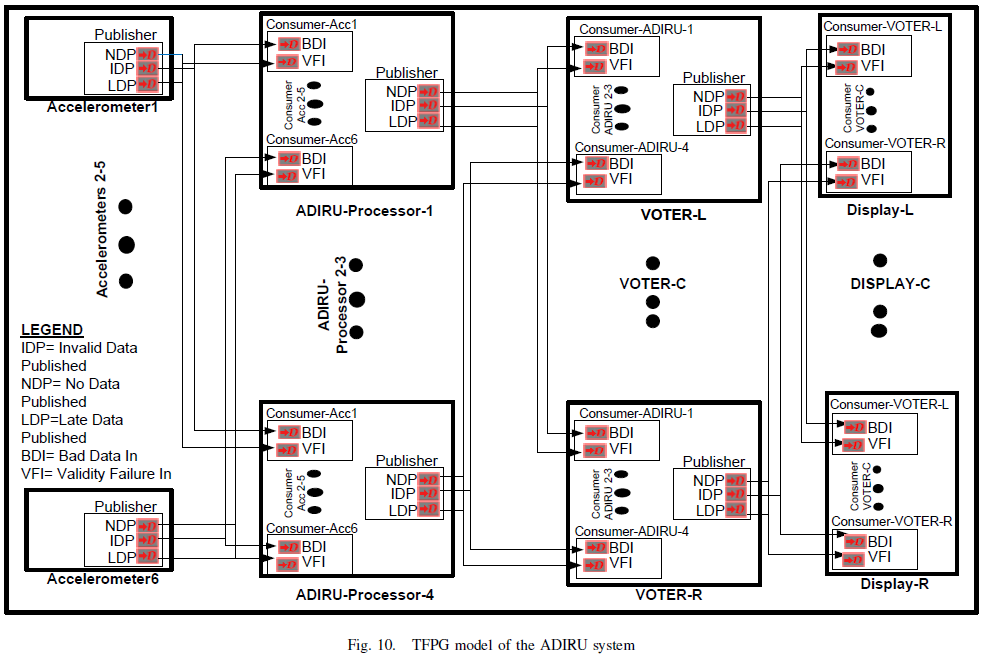 Publisher
NDP
IDP
LDP
Accelerometer1
Accelerometers 2-5
LEGEND
IDP= Invalid Data
Published
NDP= No Data
Published
LDP=Late Data
Published
BDI= Bad Data In
VFI= Validity Failure In
Publisher
NDP
IDP
LDP
Accelerometer6
Consumer-Acc1
BDI
VFI
Consumer
Acc 2-5
Consumer-Acc6
BDI
VFI
Publisher
NDP
IDP
LDP
ADIRU-Processor-1
ADIRU-
Processor 2-3
Consumer-Acc1
BDI
VFI
Consumer
Acc 2-5
Consumer-Acc6
BDI
VFI
Publisher
NDP
IDP
LDP
ADIRU-Processor-4
Consumer-ADIRU-1
BDI
VFI
Consumer
ADIRU 2-3
Consumer-ADIRU-4
BDI
VFI
Publisher
NDP
IDP
LDP
VOTER-L
VOTER-C
Consumer-ADIRU-1
BDI
VFI
Consumer
ADIRU 2-3
Consumer-ADIRU-4
BDI
VFI
Publisher
NDP
IDP
LDP
VOTER-R
Consumer-VOTER-L
BDI
VFI
Consumer
VOTER-C
Consumer-VOTER-R
BDI
VFI
Display-L
DISPLAY-C
Consumer-VOTER-L
BDI
VFI
Consumer
VOTER-C
Consumer-VOTER-R
BDI
VFI
Display-R
Fig. 10. TFPG model of the ADIRU system